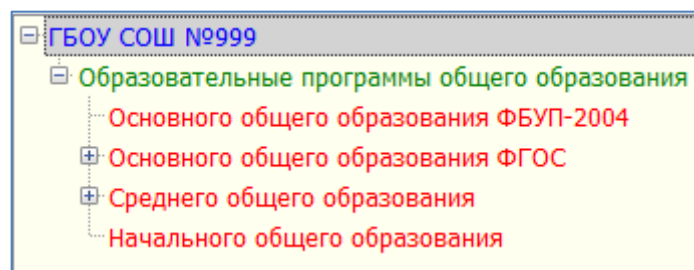 ГБОУ СОШ №999
Образовательные программы общего образования
Основного общего образования ФБУП-2004
Основного общего образования ФГОС
Среднего общего образования
Начального общего образования